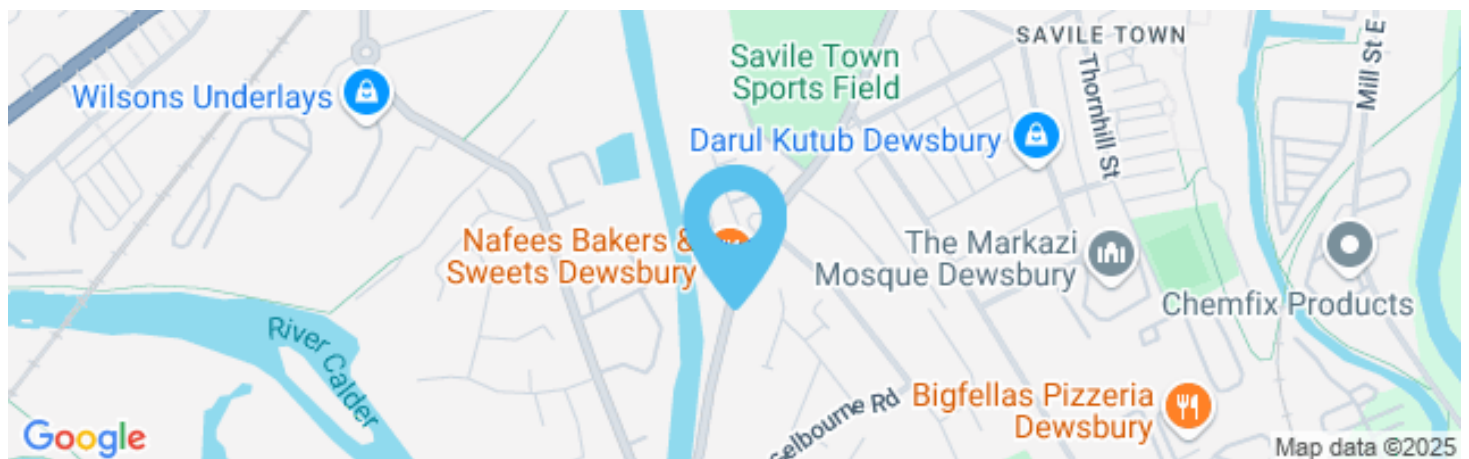 SAVILE TOWN
Savile Town
Sports Field
Wilsons Underlays
Thornhill St
Mill St E
Darul Kutub Dewsbury
Nafees Bakers &
Sweets Dewsbury
The Markazi
Mosque Dewsbury
Chemfix Products
River Calder
Selbourne Rd
Bigfellas Pizzeria
Dewsbury
Google
Map data ©2025